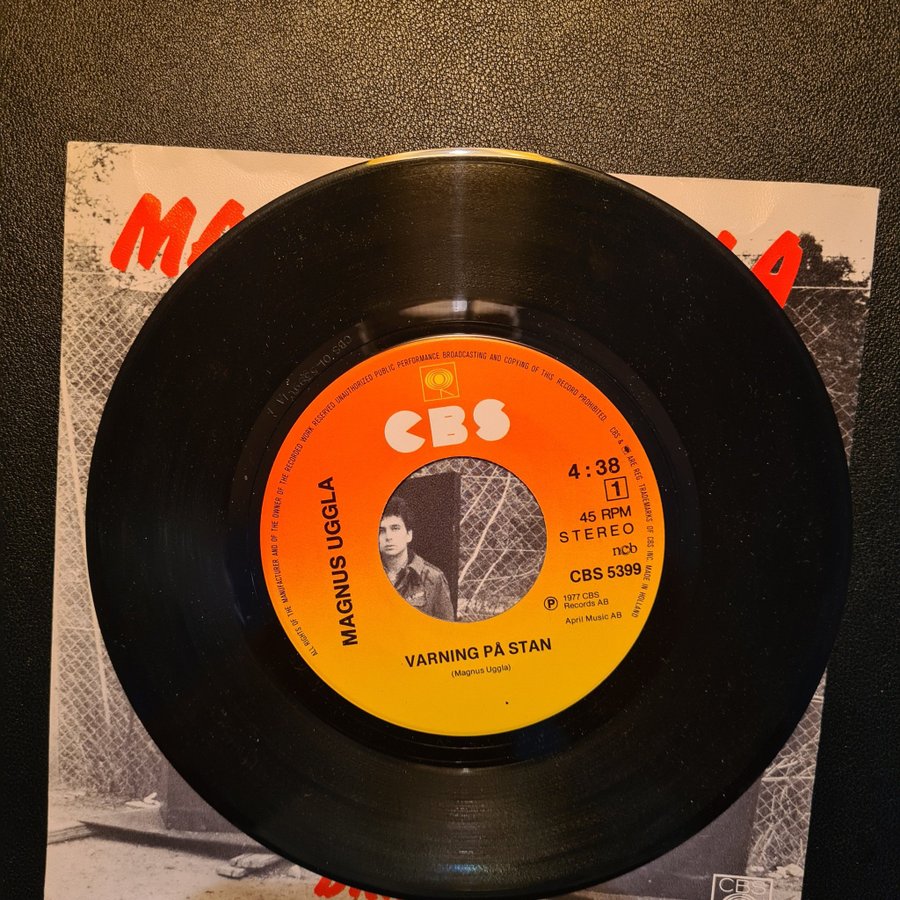 MA
LA
ALL RIGHTS OF THE MANUFACTURER AND OF THE OWNER OF THE RECORDED WORK RESERVED UNAUTHORIZED PUBLIC PERFORMANCE BROADCASTING AND COPYING OF THIS RECORD PROHIBITED.
CBS & ARE REG. TRADEMARKS OF CBS INC. MADE IN HOLLAND
CBS
4:38
1
45 RPM
STEREO
ncb
CBS 5399
℗ 1977 CBS
Records AB
April Music AB
MAGNUS UGGLA
VARNING PÅ STAN
(Magnus Uggla)
CBS